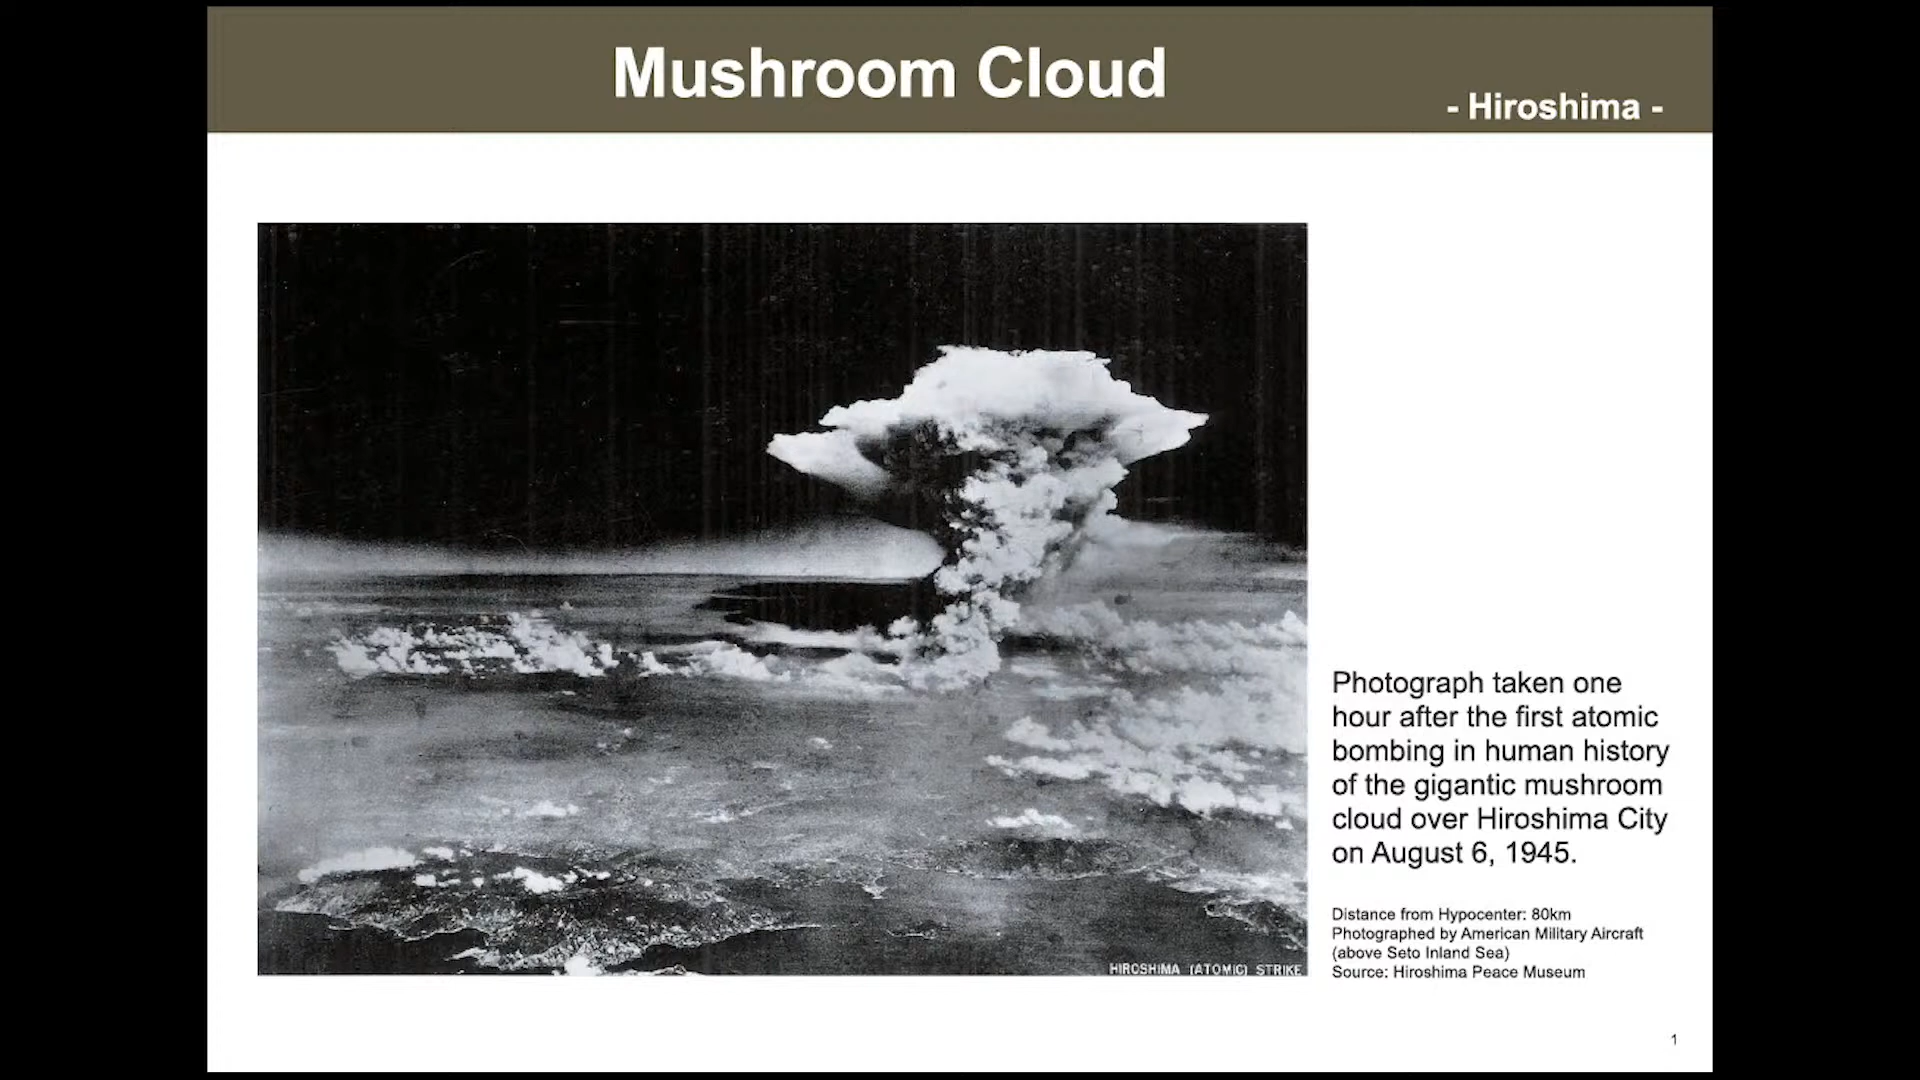 Mushroom Cloud
- Hiroshima -
HIROSHIMA (ATOMIC) STRIKE
Photograph taken one
hour after the first atomic
bombing in human history
of the gigantic mushroom
cloud over Hiroshima City
on August 6, 1945.
Distance from Hypocenter: 80km
Photographed by American Military Aircraft
(above Seto Inland Sea)
Source: Hiroshima Peace Museum
1